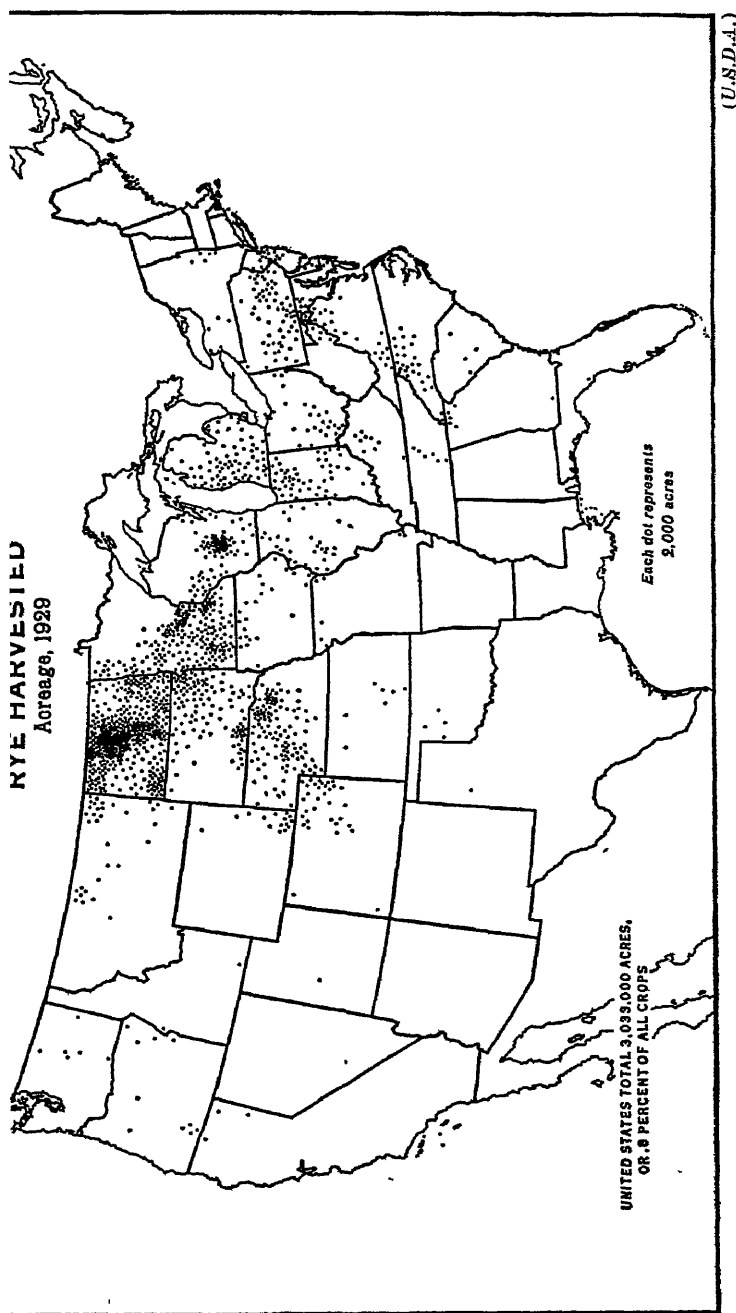 RYE HARVESTED
Acreage, 1929
Each dot represents
2,000 acres
UNITED STATES TOTAL 3,033,000 ACRES,
OR .8 PERCENT OF ALL CROPS
(U.S.D.A.)